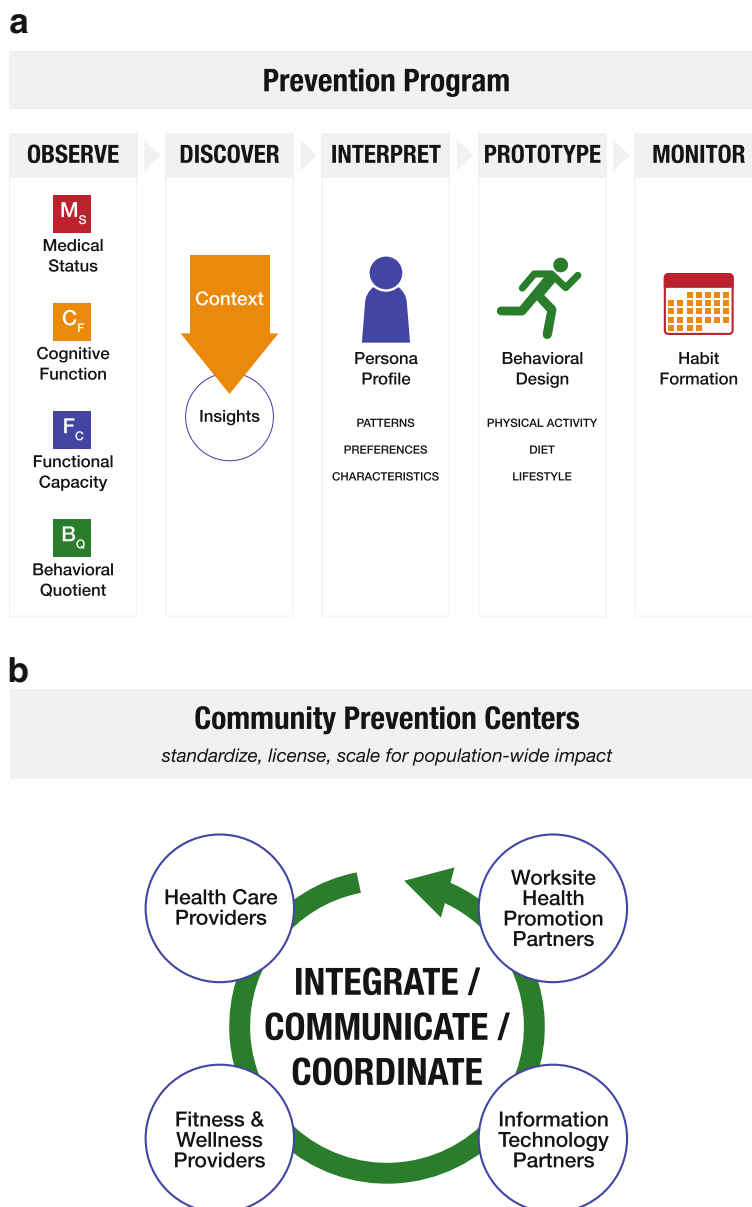 a
Prevention Program
OBSERVE
DISCOVER
INTERPRET
PROTOTYPE
MONITOR
MS
Medical
Status
CF
Cognitive
Function
FC
Functional
Capacity
BQ
Behavioral
Quotient
Context
Insights
Persona
Profile
PATTERNS
PREFERENCES
CHARACTERISTICS
Behavioral
Design
PHYSICAL ACTIVITY
DIET
LIFESTYLE
Habit
Formation
b
Community Prevention Centers
standardize, license, scale for population-wide impact
Health Care
Providers
Worksite
Health
Promotion
Partners
INTEGRATE /
COMMUNICATE /
COORDINATE
Fitness &
Wellness
Providers
Information
Technology
Partners